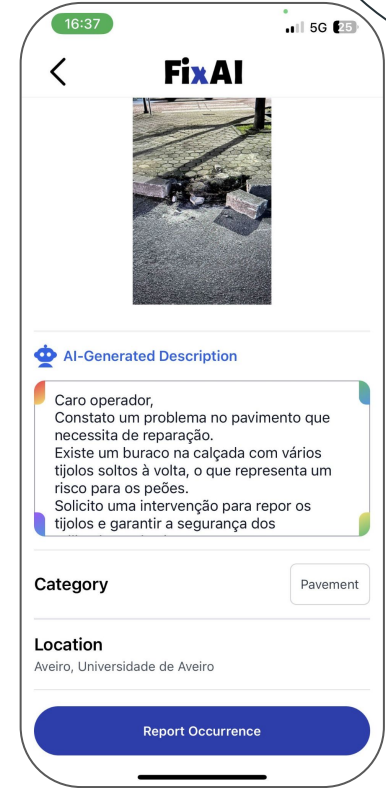 16:37
5G 25
FixAI
AI-Generated Description
Caro operador,
Constato um problema no pavimento que
necessita de reparação.
Existe um buraco na calçada com vários
tijolos soltos à volta, o que representa um
risco para os peões.
Solicito uma intervenção para repor os
tijolos e garantir a segurança dos
Category
Pavement
Location
Aveiro, Universidade de Aveiro
Report Occurrence